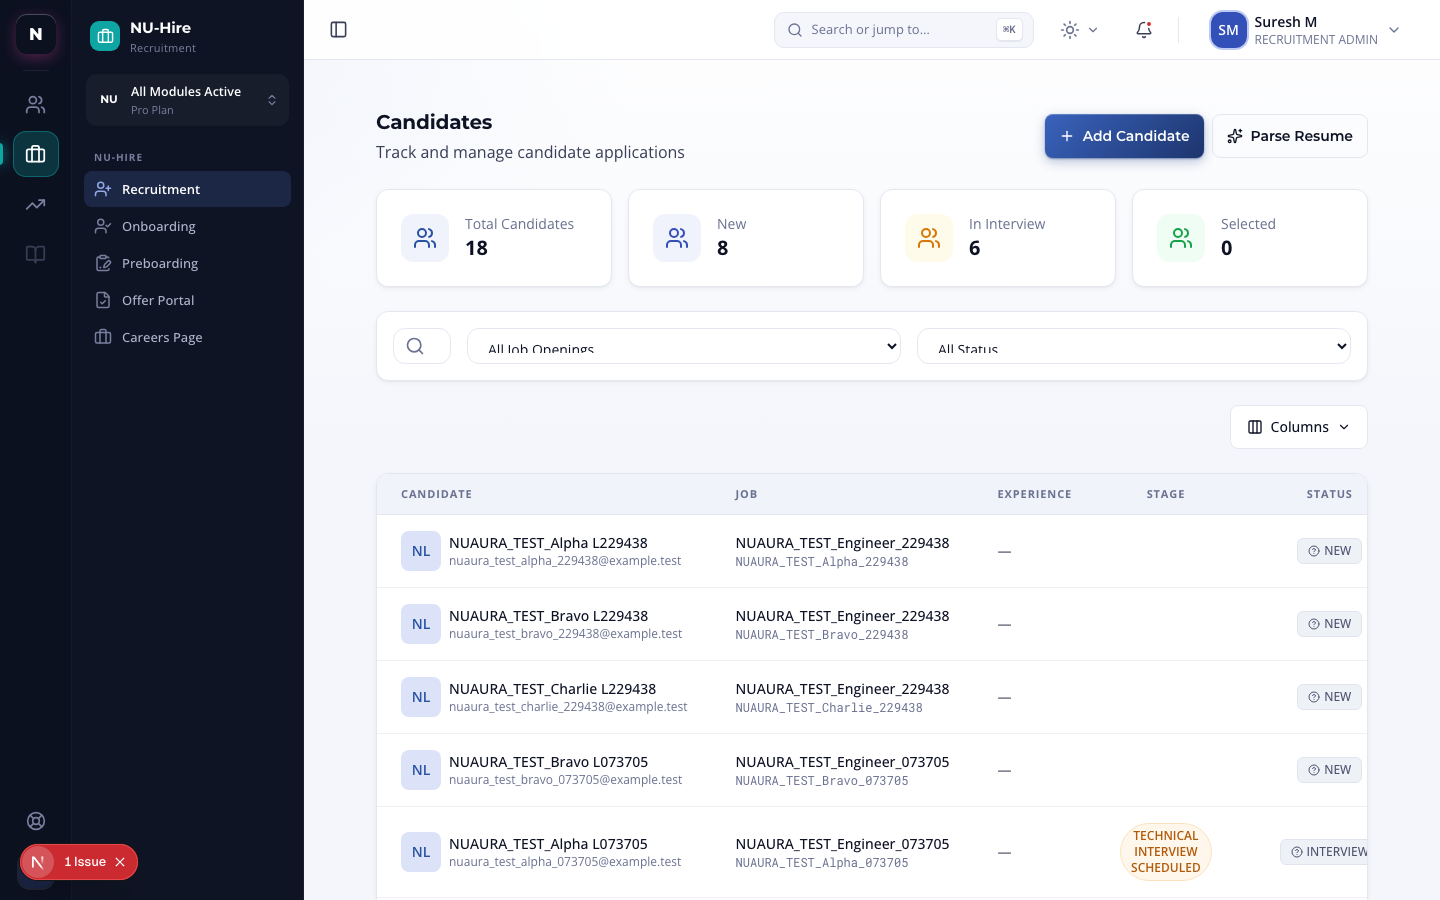 N
NU-Hire
Recruitment
NU
All Modules Active
Pro Plan
NU-HIRE
Recruitment
Onboarding
Preboarding
Offer Portal
Careers Page
N
1 Issue
Search or jump to...
⌘K
SM
Suresh M
RECRUITMENT ADMIN
Candidates
Track and manage candidate applications
Add Candidate
Parse Resume
Total Candidates
18
New
8
In Interview
6
Selected
0
All Job Openings
All Status
Columns
CANDIDATE JOB EXPERIENCE STAGE STATUS
NL
NUAURA_TEST_Alpha L229438
nuaura_test_alpha_229438@example.test
NUAURA_TEST_Engineer_229438
NUAURA_TEST_Alpha_229438
—
NEW
NL
NUAURA_TEST_Bravo L229438
nuaura_test_bravo_229438@example.test
NUAURA_TEST_Engineer_229438
NUAURA_TEST_Bravo_229438
—
NEW
NL
NUAURA_TEST_Charlie L229438
nuaura_test_charlie_229438@example.test
NUAURA_TEST_Engineer_229438
NUAURA_TEST_Charlie_229438
—
NEW
NL
NUAURA_TEST_Bravo L073705
nuaura_test_bravo_073705@example.test
NUAURA_TEST_Engineer_073705
NUAURA_TEST_Bravo_073705
—
NEW
NL
NUAURA_TEST_Alpha L073705
nuaura_test_alpha_073705@example.test
NUAURA_TEST_Engineer_073705
NUAURA_TEST_Alpha_073705
—
TECHNICAL
INTERVIEW
SCHEDULED
INTERVIEW